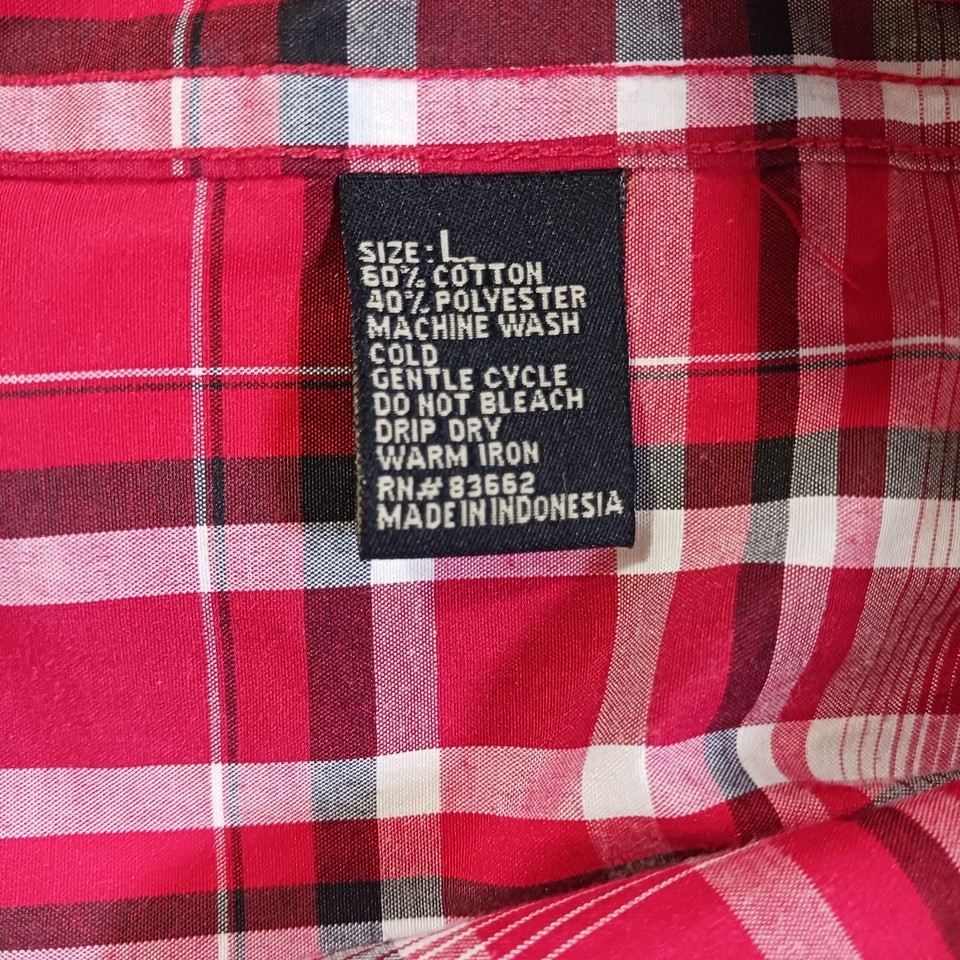 SIZE: L
60% COTTON
40% POLYESTER
MACHINE WASH
COLD
GENTLE CYCLE
DO NOT BLEACH
DRIP DRY
WARM IRON
RN# 83662
MADE IN INDONESIA